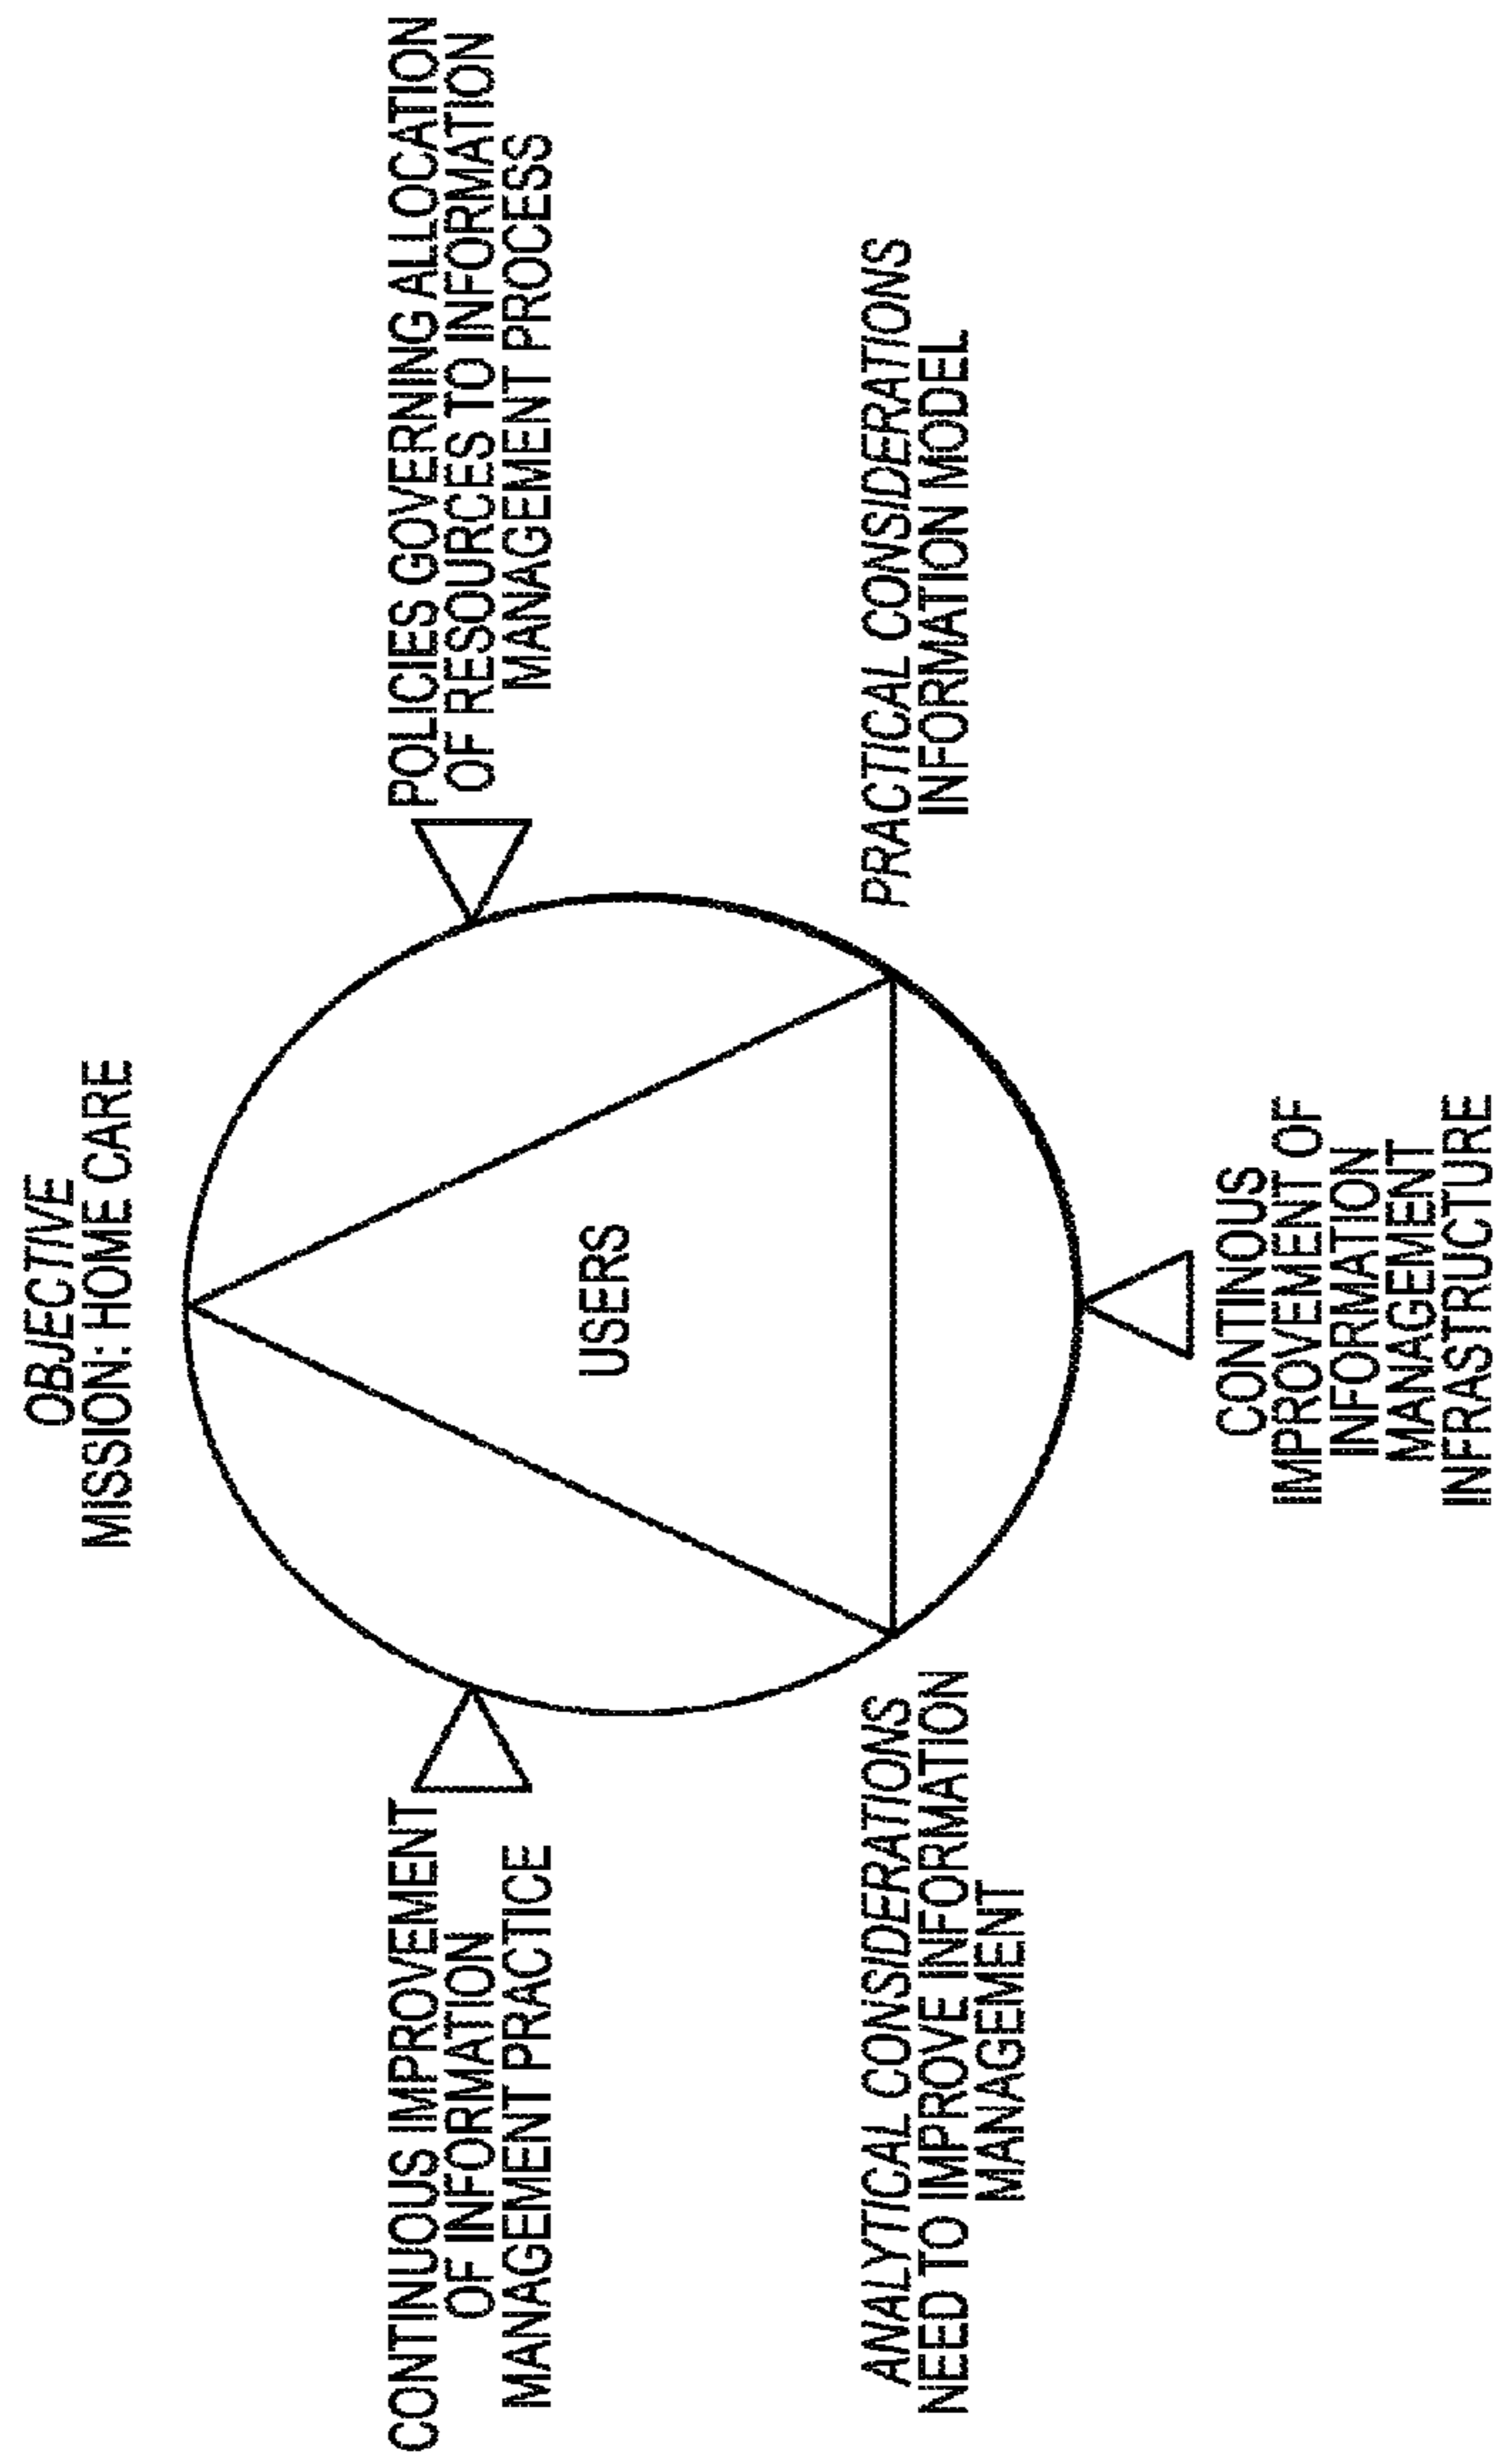 OBJECTIVE
MISSION: HOME CARE
CONTINUOUS IMPROVEMENT
OF INFORMATION
MANAGEMENT PRACTICE
POLICIES GOVERNING ALLOCATION
OF RESOURCES TO INFORMATION
MANAGEMENT PROCESS
USERS
ANALYTICAL CONSIDERATIONS
NEED TO IMPROVE INFORMATION
MANAGEMENT
PRACTICAL CONSIDERATIONS
INFORMATION MODEL
CONTINOUS
IMPROVEMENT OF
INFORMATION
MANAGEMENT
INFRASTRUCTURE